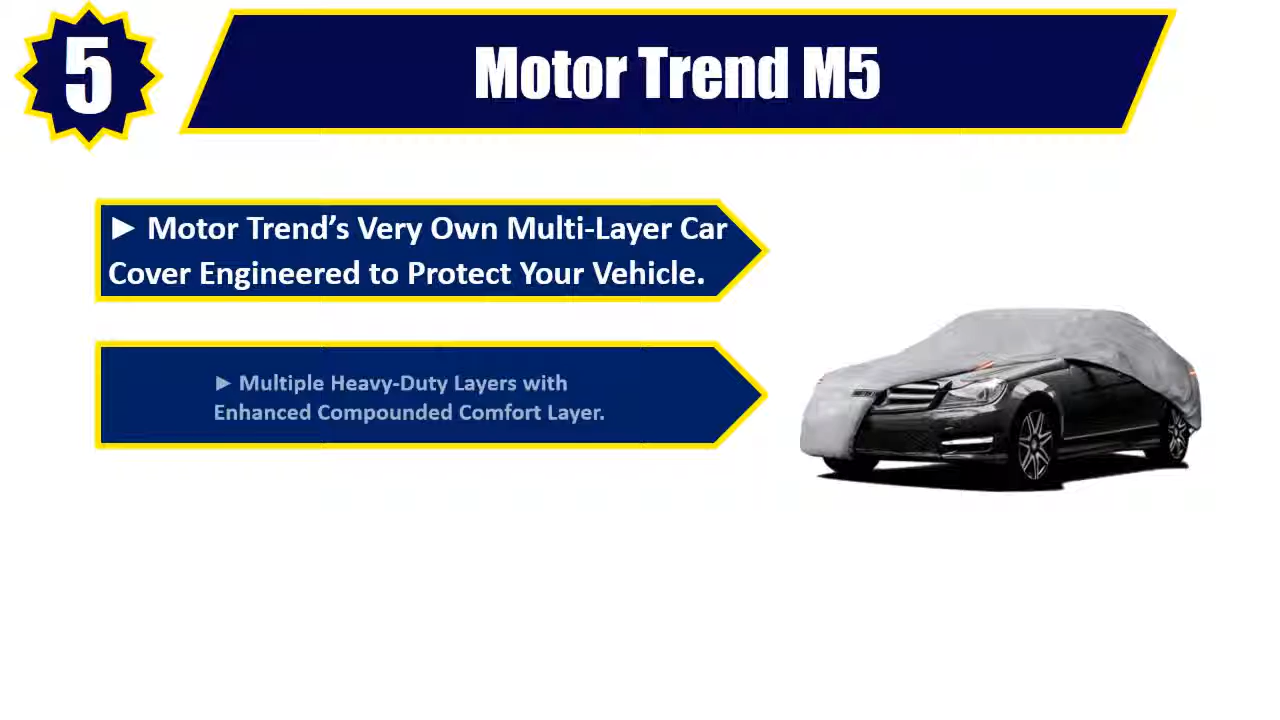 5
Motor Trend M5
► Motor Trend’s Very Own Multi-Layer Car
Cover Engineered to Protect Your Vehicle.
► Multiple Heavy-Duty Layers with
Enhanced Compounded Comfort Layer.